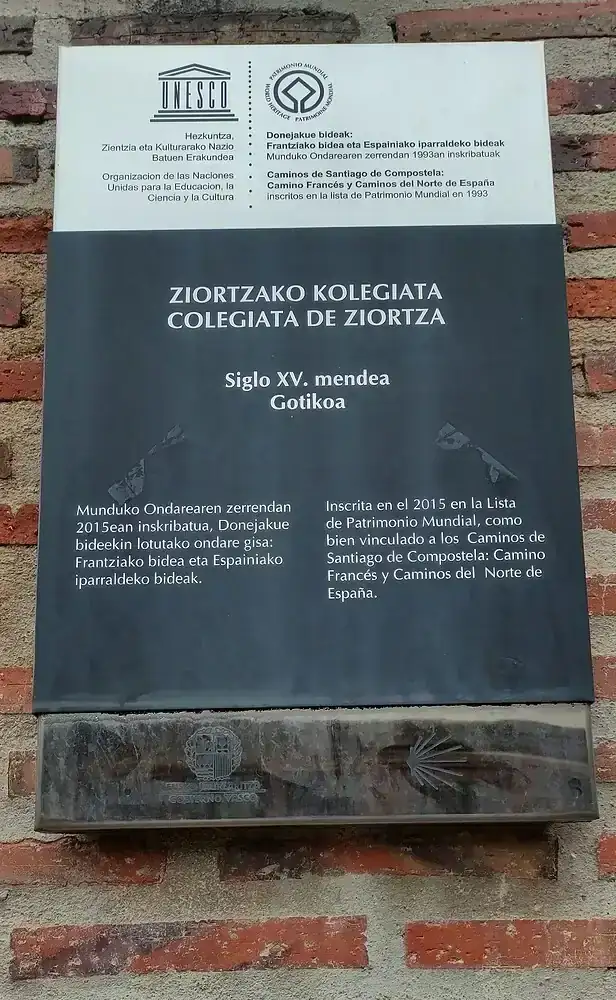 UNESCO
PATRIMONIO MUNDIAL
WORLD HERITAGE
PATRIMOINE MONDIAL
Hezkuntza,
Zientzia eta Kulturarako Nazio
Batuen Erakundea
Organizacion de las Naciones
Unidas para la Educacion, la
Ciencia y la Cultura
Donejakue bideak:
Frantziako bidea eta Espainiako iparraldeko bideak
Munduko Ondarearen zerrendan 1993an inskribatuak
Caminos de Santiago de Compostela:
Camino Francés y Caminos del Norte de España
inscritos en la lista de Patrimonio Mundial en 1993
ZIORTZAKO KOLEGIATA
COLEGIATA DE ZIORTZA
Siglo XV. mendea
Gotikoa
Munduko Ondarearen zerrendan
2015ean inskribatua, Donejakue
bideekin lotutako ondare gisa:
Frantziako bidea eta Espainiako
iparraldeko bideak.
Inscrita en el 2015 en la Lista
de Patrimonio Mundial, como
bien vinculado a los Caminos de
Santiago de Compostela: Camino
Francés y Caminos del Norte de
España.
GOBIERNO VASCO